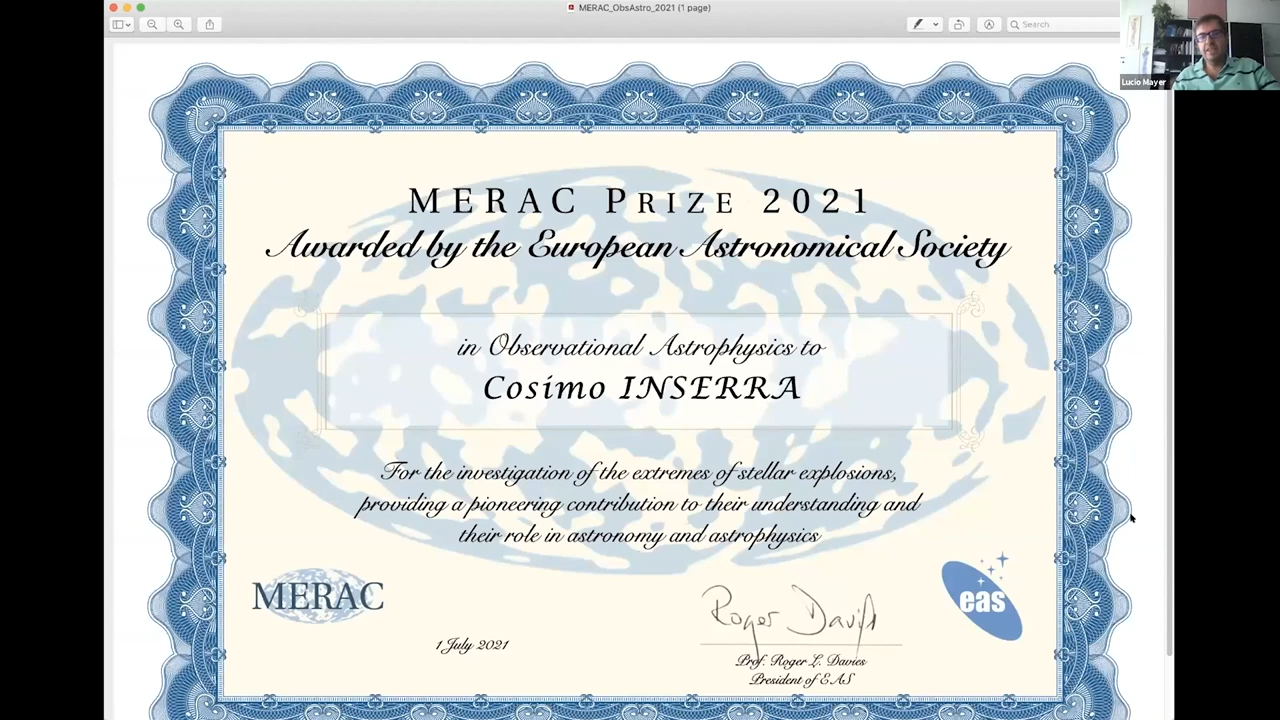 MERAC_ObsAstro_2021 (1 page)
Search
Lucio Mayer
MERAC PRIZE 2021
Awarded by the European Astronomical Society
in Observational Astrophysics to
Cosimo INSERRA
For the investigation of the extremes of stellar explosions,
providing a pioneering contribution to their understanding and
their role in astronomy and astrophysics
MERAC
eas
Roger Davies
1 July 2021
Prof. Roger L. Davies
President of EAS